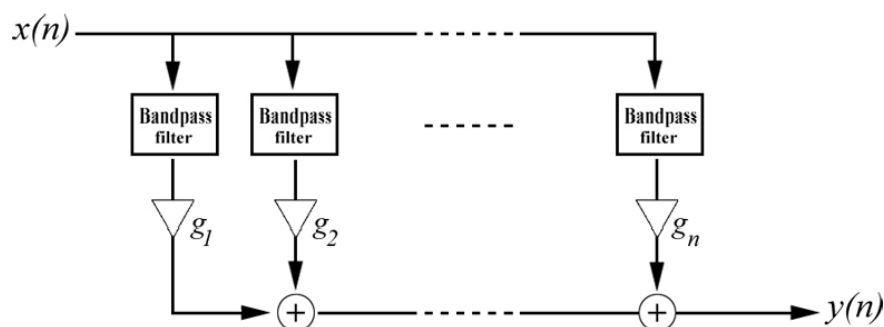 x(n)
Bandpass
filter
Bandpass
filter
Bandpass
filter
g1
g2
gn
+
+
y(n)